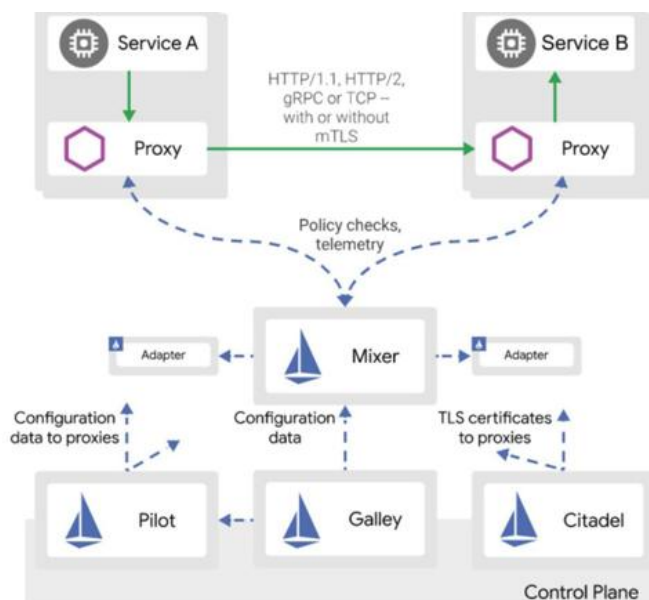 Service A
Service B
HTTP/1.1, HTTP/2,
gRPC or TCP –
with or without
mTLS
Proxy
Proxy
Policy checks,
telemetry
Mixer
Adapter
Adapter
Configuration
data to proxies
Configuration
data
TLS certificates
to proxies
Pilot
Galley
Citadel
Control Plane